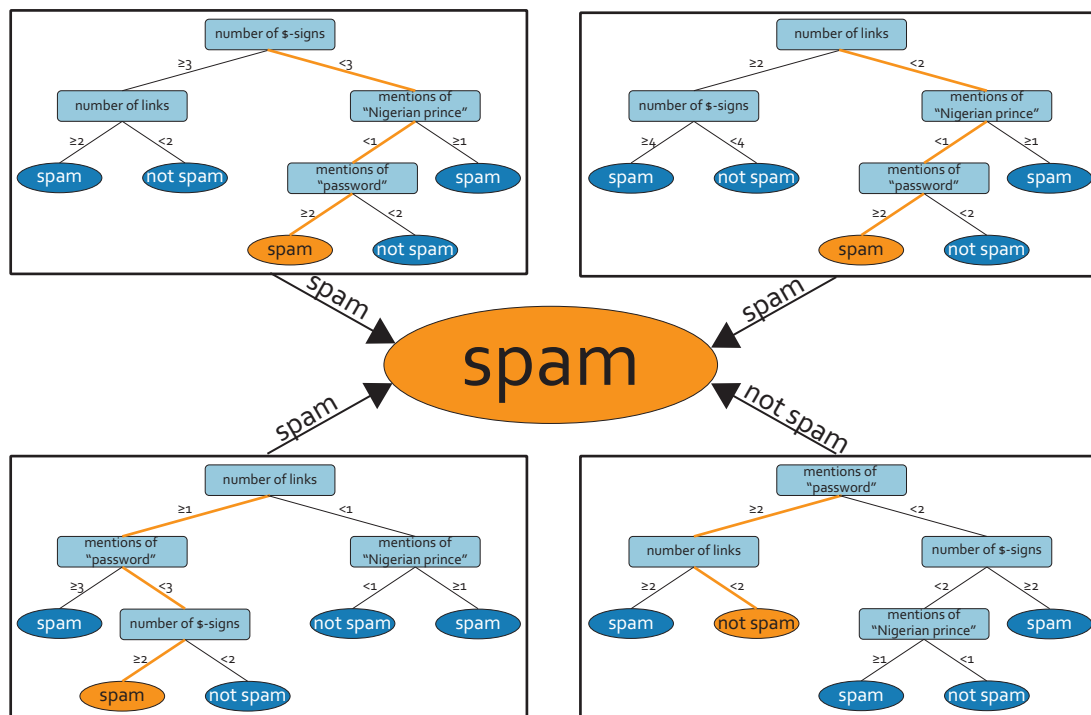 number of $-signs
≥3
<3
number of links
mentions of
“Nigerian prince”
≥2
<2
<1
≥1
spam
not spam
mentions of
“password”
spam
≥2
<2
spam
not spam
number of links
≥2
<2
number of $-signs
mentions of
“Nigerian prince”
≥4
<4
<1
≥1
spam
not spam
mentions of
“password”
spam
≥2
<2
spam
not spam
spam
spam
spam
spam
not spam
number of links
≥1
<1
mentions of
“password”
mentions of
“Nigerian prince”
≥3
<3
<1
≥1
spam
number of $-signs
not spam
spam
≥2
<2
spam
not spam
mentions of
“password”
≥2
<2
number of links
number of $-signs
≥2
<2
<2
≥2
spam
not spam
mentions of
“Nigerian prince”
spam
≥1
<1
spam
not spam